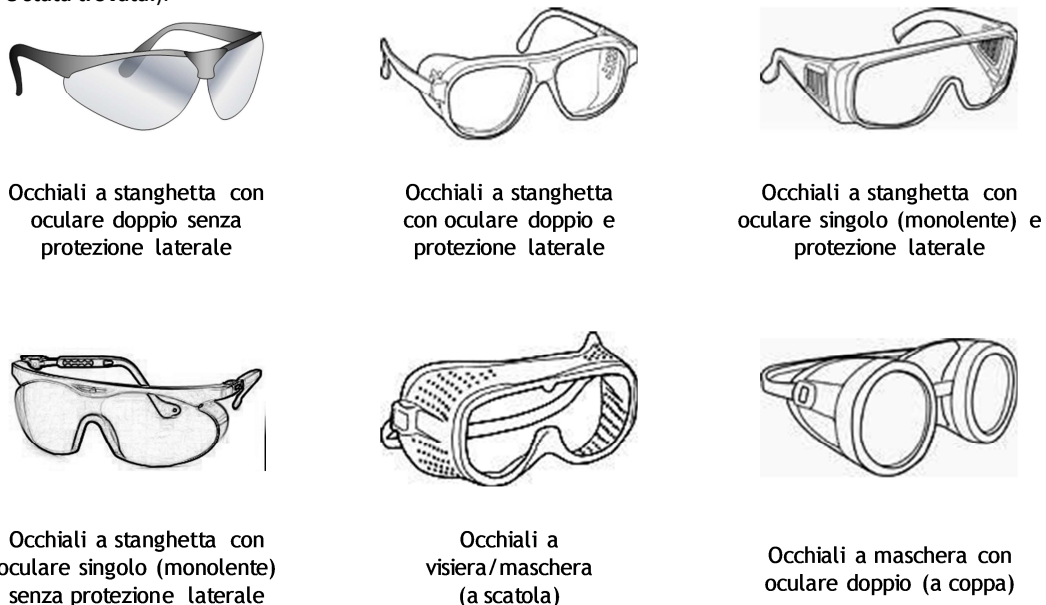 Occhiali a stanghetta con
oculare doppio senza
protezione laterale
Occhiali a stanghetta
con oculare doppio e
protezione laterale
Occhiali a stanghetta con
oculare singolo (monolente) e
protezione laterale
Occhiali a stanghetta con
oculare singolo (monolente)
senza protezione laterale
Occhiali a
visiera/maschera
(a scatola)
Occhiali a maschera con
oculare doppio (a coppa)